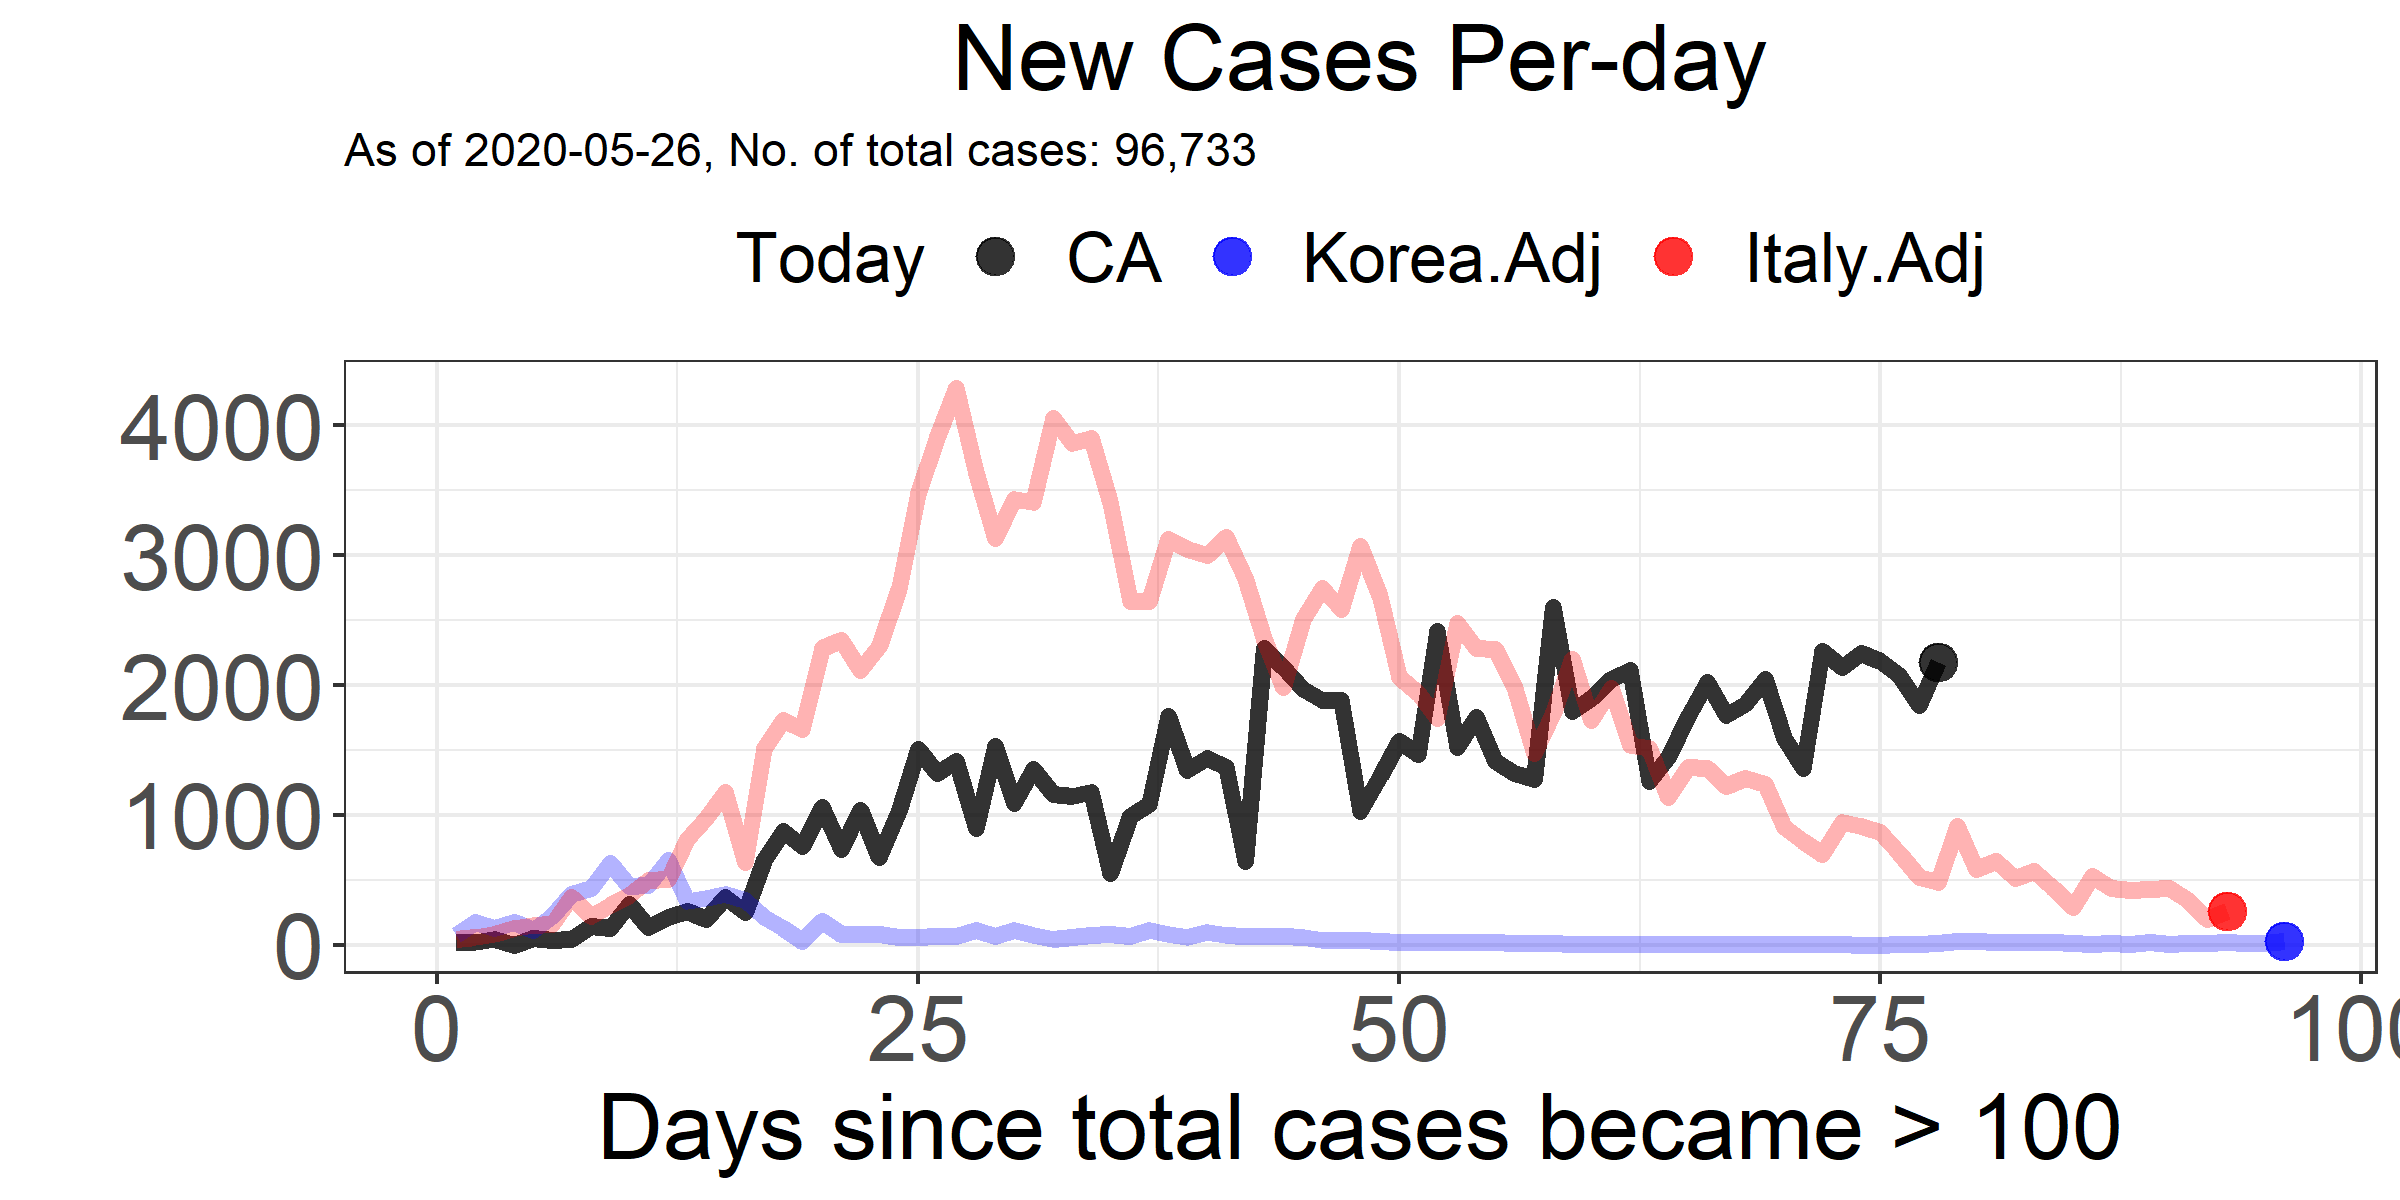 New Cases Per-day
As of 2020-05-26, No. of total cases: 96,733
Today CA Korea.Adj Italy.Adj
4000
3000
2000
1000
0
0 25 50 75 100
Days since total cases became > 100